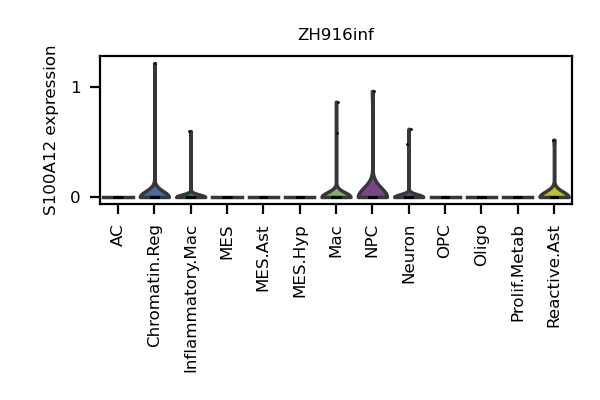 ZH916inf
S100A12 expression
1
0
AC
Chromatin.Reg
Inflammatory.Mac
MES
MES.Ast
MES.Hyp
Mac
NPC
Neuron
OPC
Oligo
Prolif.Metab
Reactive.Ast